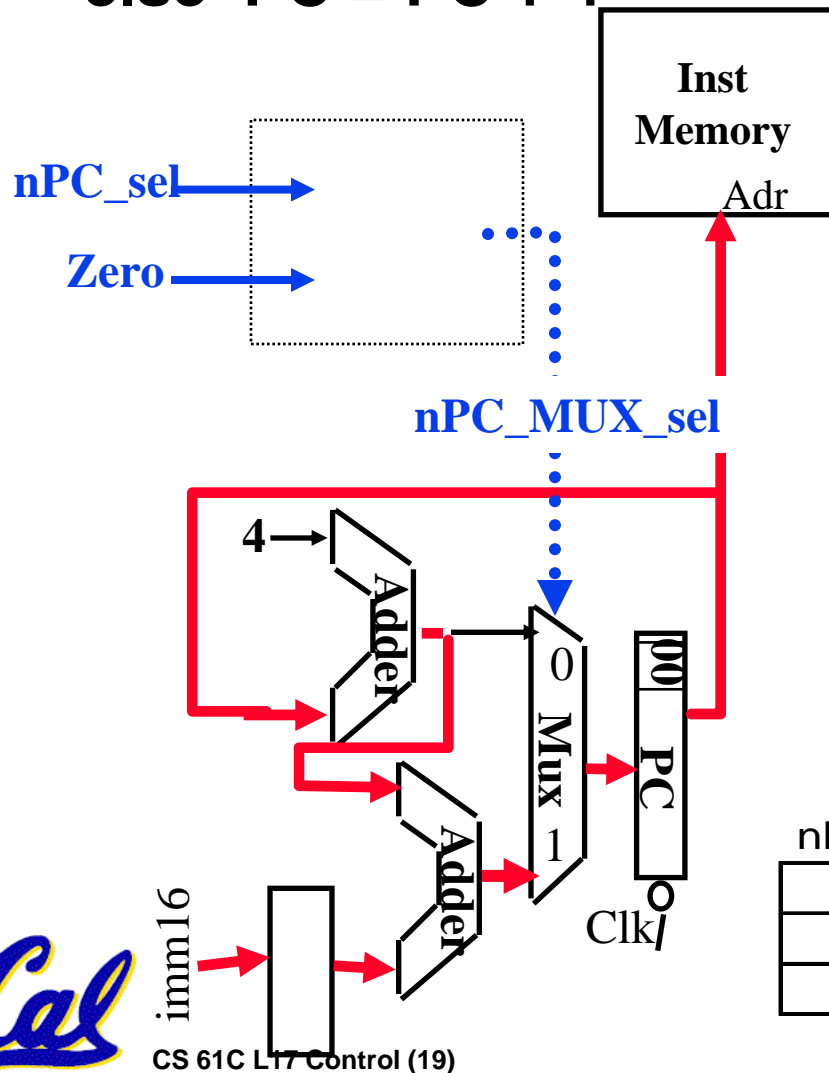 Inst
Memory
Adr
nPC_sel
Zero
nPC_MUX_sel
4
Adder
0
00
Mux
PC
Adder
1
imm16
Clk
Cal
CS 61C L17 Control (19)